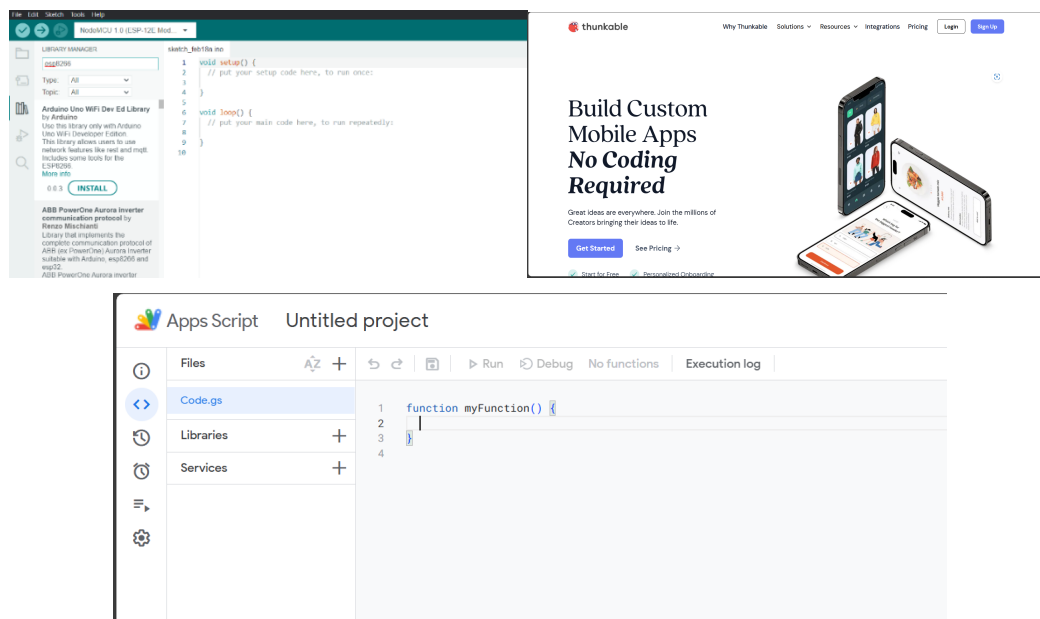 File Edit Sketch Tools Help
NodeMCU 1.0 (ESP-12E Mod...
LIBRARY MANAGER
esp8266
Type: All
Topic: All
Arduino Uno WiFi Dev Ed Library
by Arduino
Use this library only with Arduino
Uno WiFi Developer Edition.
This library allows users to use
network features like rest and mqtt.
Includes some tools for the
ESP8266
More info
0.0.3 INSTALL
ABB PowerOne Aurora inverter
communication protocol by
Renzo Mischianti
Library that implements the
complete communication protocol of
ABB (ex PowerOne) Aurora Inverter
suitable with Arduino, esp8266 and
esp32.
ABB PowerOne Aurora inverter
sketch_feb18a.ino
1 void setup() {
2 // put your setup code here, to run once:
3
4 }
5
6 void loop() {
7 // put your main code here, to run repeatedly:
8
9 }
10
thunkable
Why Thunkable Solutions Resources Integrations Pricing Login Sign Up
Build Custom
Mobile Apps
No Coding
Required
Great ideas are everywhere. Join the millions of
Creators bringing their ideas to life.
Get Started See Pricing →
Start for Free Personalized Onboarding
Apps Script Untitled project
Files
Code.gs
Libraries
Services
Run Debug No functions Execution log
1 function myFunction() {
2
3 }
4